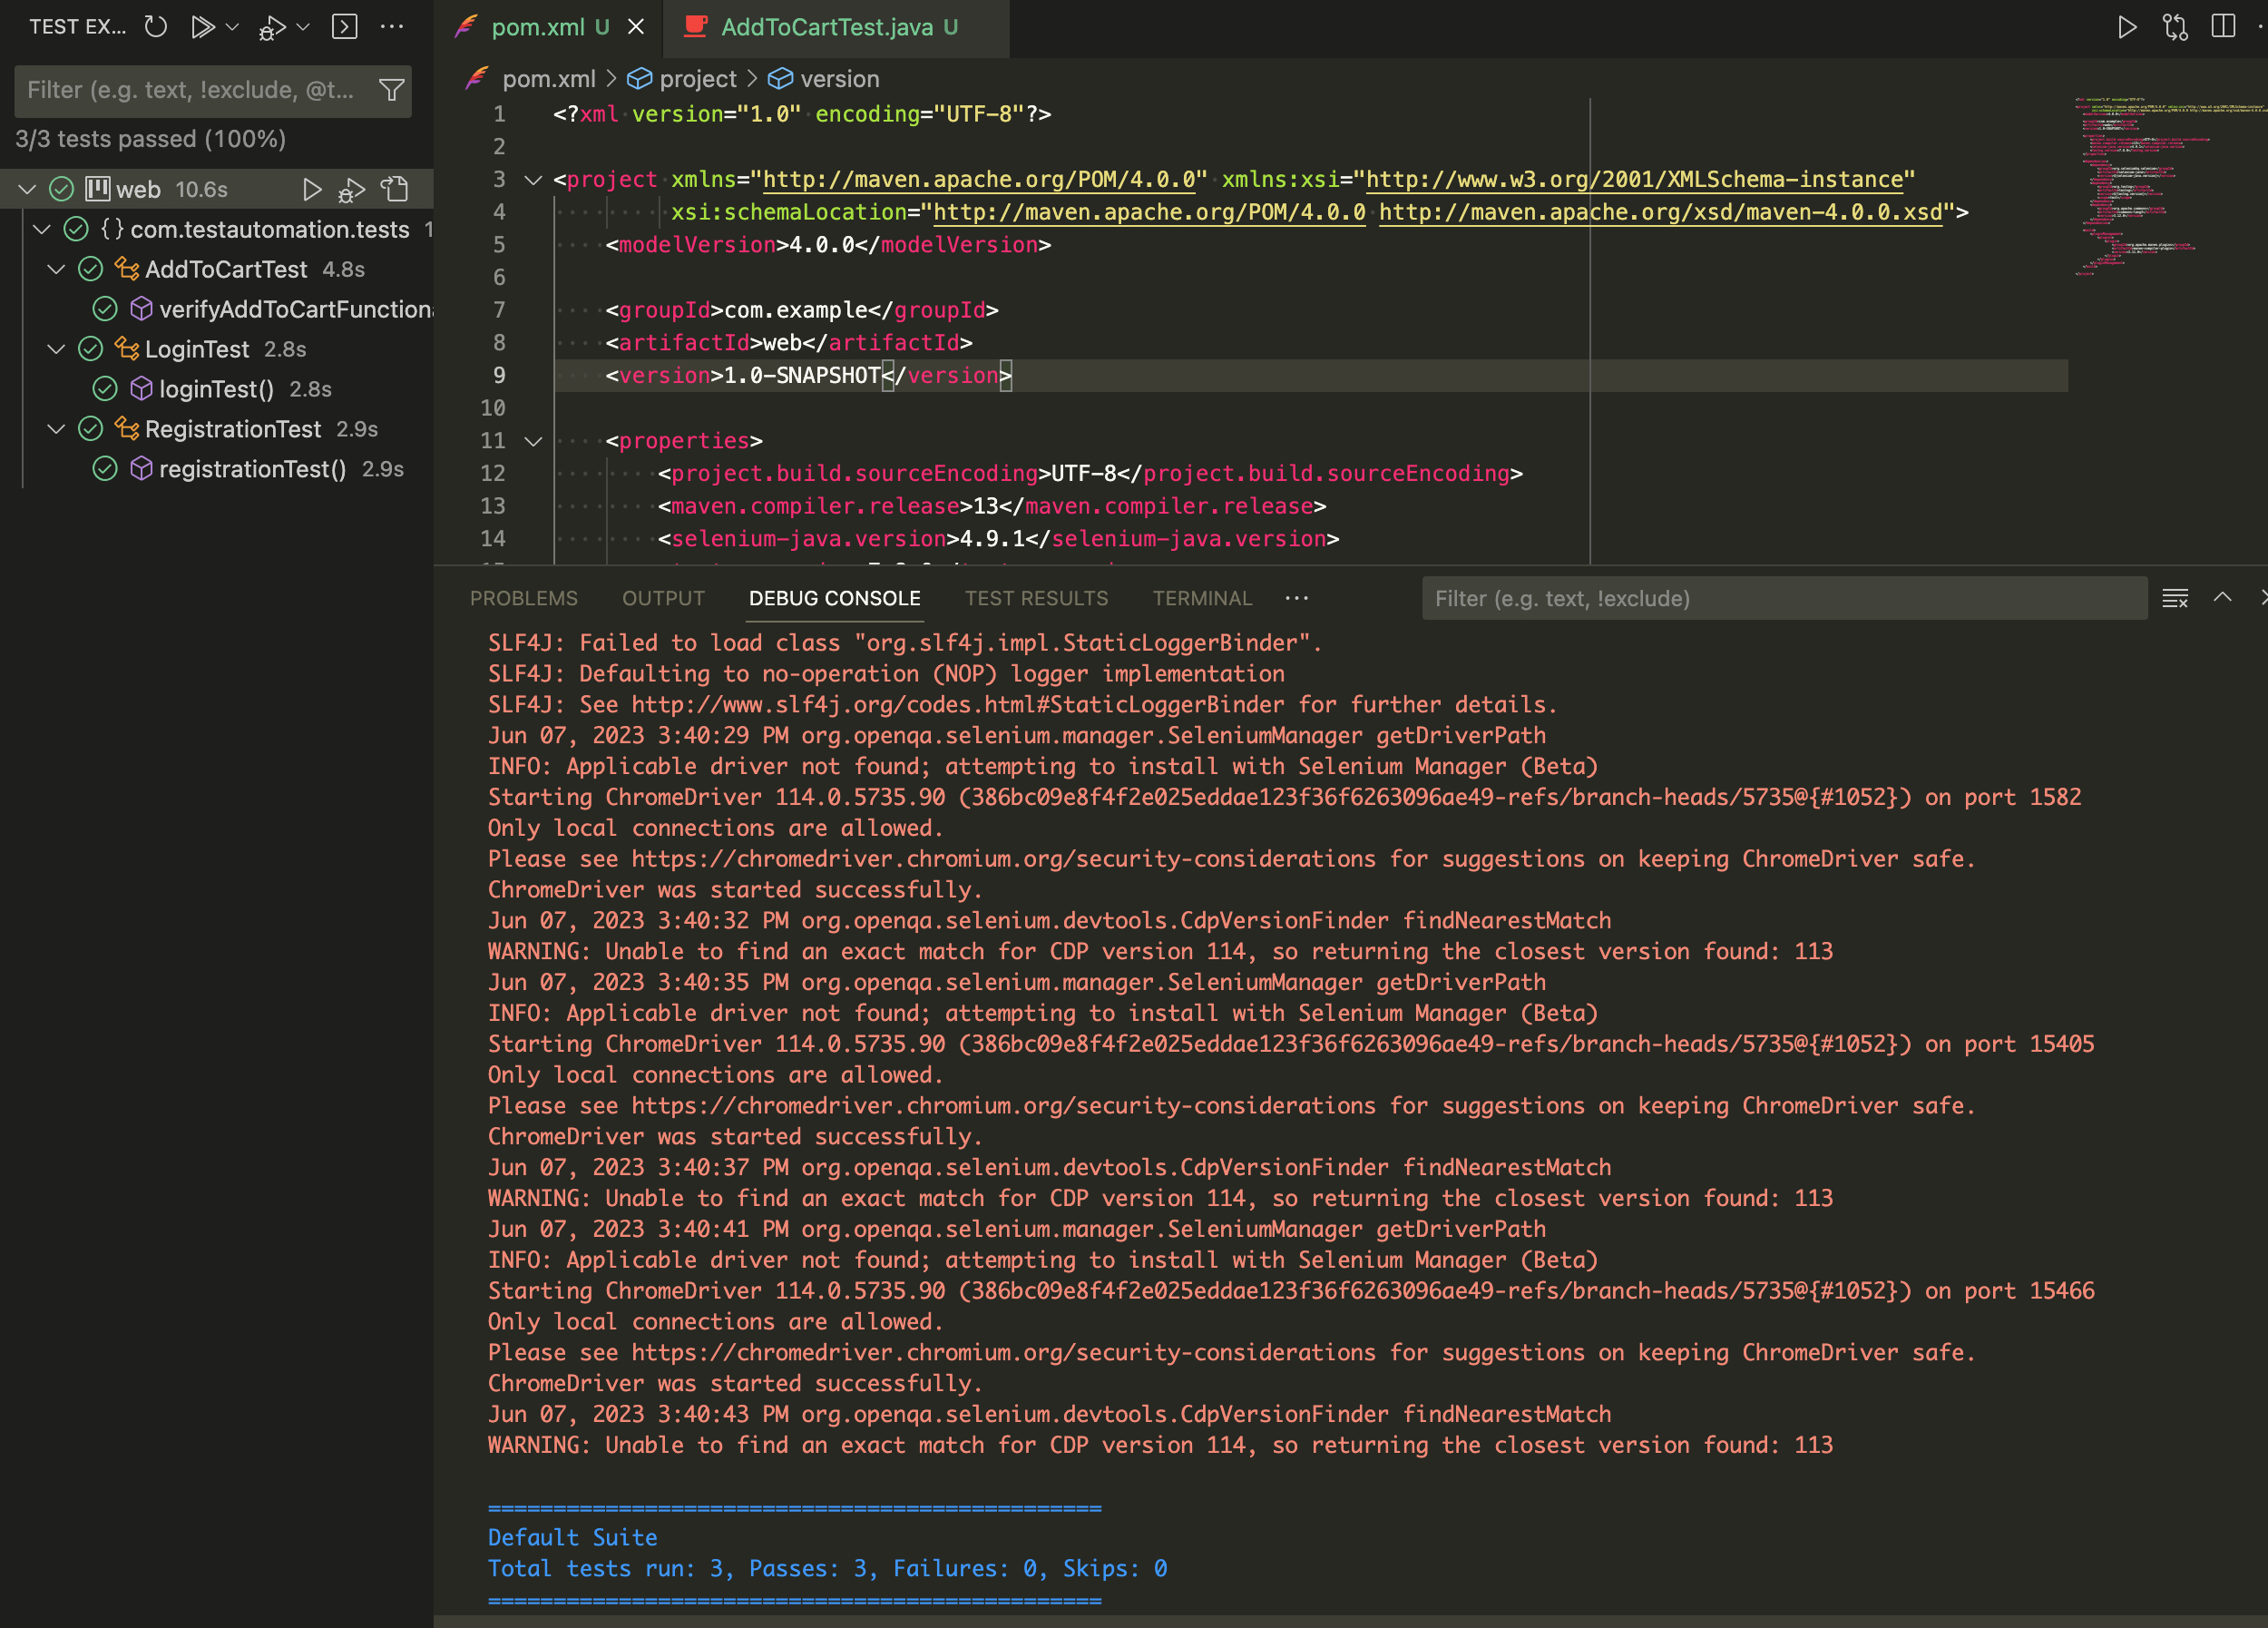 TEST EX...
Filter (e.g. text, !exclude, @t...
3/3 tests passed (100%)
web 10.6s
{} com.testautomation.tests 1
AddToCartTest 4.8s
verifyAddToCartFunction
LoginTest 2.8s
loginTest() 2.8s
RegistrationTest 2.9s
registrationTest() 2.9s
pom.xml U
AddToCartTest.java U
pom.xml > project > version
1 <?xml version="1.0" encoding="UTF-8"?>
2
3 <project xmlns="http://maven.apache.org/POM/4.0.0" xmlns:xsi="http://www.w3.org/2001/XMLSchema-instance"
4 xsi:schemaLocation="http://maven.apache.org/POM/4.0.0 http://maven.apache.org/xsd/maven-4.0.0.xsd">
5 <modelVersion>4.0.0</modelVersion>
6
7 <groupId>com.example</groupId>
8 <artifactId>web</artifactId>
9 <version>1.0-SNAPSHOT</version>
10
11 <properties>
12 <project.build.sourceEncoding>UTF-8</project.build.sourceEncoding>
13 <maven.compiler.release>13</maven.compiler.release>
14 <selenium-java.version>4.9.1</selenium-java.version>
PROBLEMS OUTPUT DEBUG CONSOLE TEST RESULTS TERMINAL ...
Filter (e.g. text, !exclude)
SLF4J: Failed to load class "org.slf4j.impl.StaticLoggerBinder".
SLF4J: Defaulting to no-operation (NOP) logger implementation
SLF4J: See http://www.slf4j.org/codes.html#StaticLoggerBinder for further details.
Jun 07, 2023 3:40:29 PM org.openqa.selenium.manager.SeleniumManager getDriverPath
INFO: Applicable driver not found; attempting to install with Selenium Manager (Beta)
Starting ChromeDriver 114.0.5735.90 (386bc09e8f4f2e025eddae123f36f6263096ae49-refs/branch-heads/5735@{#1052}) on port 1582
Only local connections are allowed.
Please see https://chromedriver.chromium.org/security-considerations for suggestions on keeping ChromeDriver safe.
ChromeDriver was started successfully.
Jun 07, 2023 3:40:32 PM org.openqa.selenium.devtools.CdpVersionFinder findNearestMatch
WARNING: Unable to find an exact match for CDP version 114, so returning the closest version found: 113
Jun 07, 2023 3:40:35 PM org.openqa.selenium.manager.SeleniumManager getDriverPath
INFO: Applicable driver not found; attempting to install with Selenium Manager (Beta)
Starting ChromeDriver 114.0.5735.90 (386bc09e8f4f2e025eddae123f36f6263096ae49-refs/branch-heads/5735@{#1052}) on port 15405
Only local connections are allowed.
Please see https://chromedriver.chromium.org/security-considerations for suggestions on keeping ChromeDriver safe.
ChromeDriver was started successfully.
Jun 07, 2023 3:40:37 PM org.openqa.selenium.devtools.CdpVersionFinder findNearestMatch
WARNING: Unable to find an exact match for CDP version 114, so returning the closest version found: 113
Jun 07, 2023 3:40:41 PM org.openqa.selenium.manager.SeleniumManager getDriverPath
INFO: Applicable driver not found; attempting to install with Selenium Manager (Beta)
Starting ChromeDriver 114.0.5735.90 (386bc09e8f4f2e025eddae123f36f6263096ae49-refs/branch-heads/5735@{#1052}) on port 15466
Only local connections are allowed.
Please see https://chromedriver.chromium.org/security-considerations for suggestions on keeping ChromeDriver safe.
ChromeDriver was started successfully.
Jun 07, 2023 3:40:43 PM org.openqa.selenium.devtools.CdpVersionFinder findNearestMatch
WARNING: Unable to find an exact match for CDP version 114, so returning the closest version found: 113
===============================================
Default Suite
Total tests run: 3, Passes: 3, Failures: 0, Skips: 0
===============================================